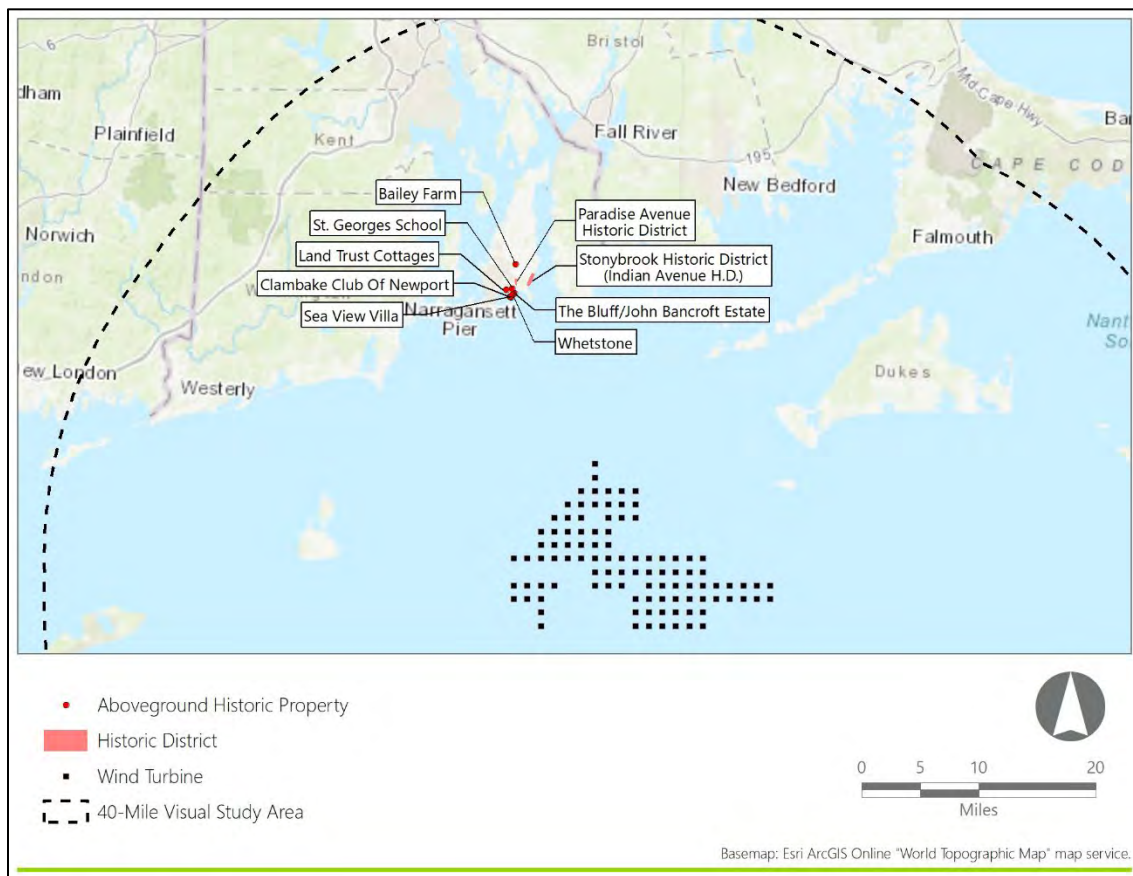 6
Bristol
dham
Plainfield
Kent
Fall River
195
Mid Cape Hwy
Bar
CAPE COD
New Bedford
Bailey Farm
St. Georges School
Paradise Avenue
Historic District
Norwich
Land Trust Cottages
Stonybrook Historic District
(Indian Avenue H.D.)
Falmouth
ndon
Clambake Club Of Newport
Sea View Villa
Narragansett
Pier
The Bluff/John Bancroft Estate
Whetstone
Nant
So
ew London
Westerly
Dukes
Aboveground Historic Property
Historic District
Wind Turbine
40-Mile Visual Study Area
0 5 10 20
Miles
Basemap: Esri ArcGIS Online "World Topographic Map" map service.